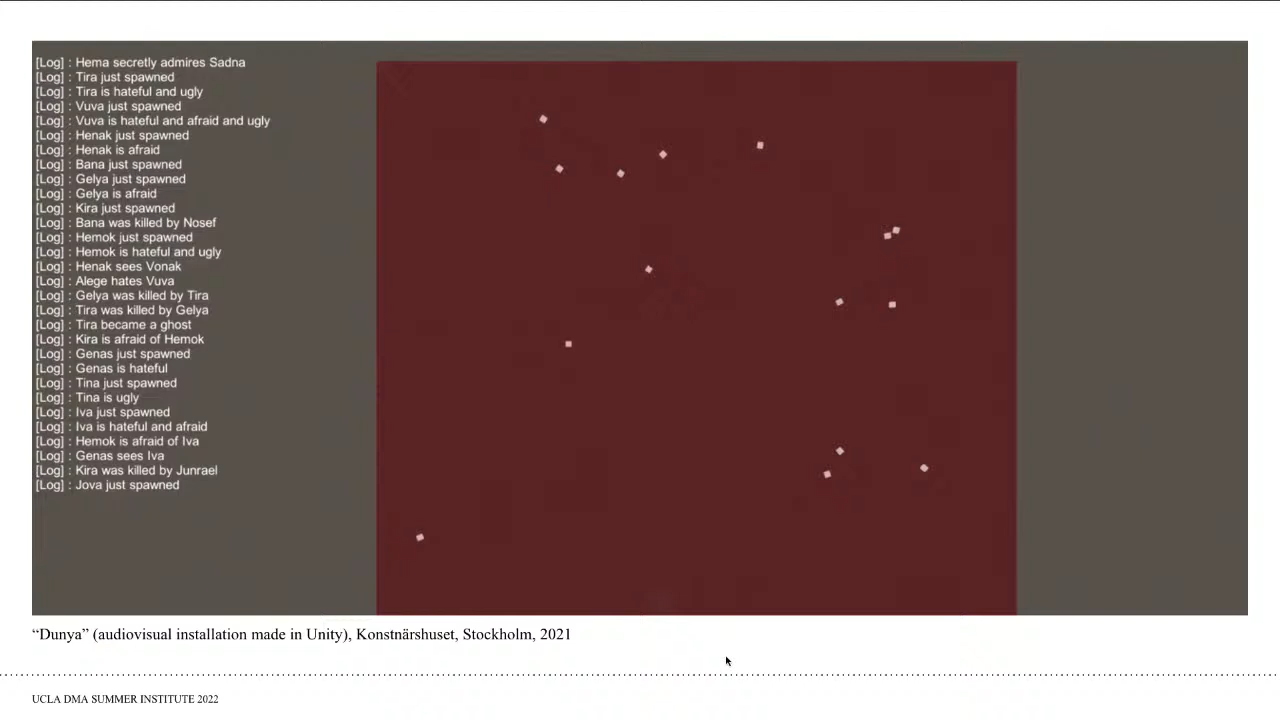 [Log] : Hema secretly admires Sadna
[Log] : Tira just spawned
[Log] : Tira is hateful and ugly
[Log] : Vuva just spawned
[Log] : Vuva is hateful and afraid and ugly
[Log] : Henak just spawned
[Log] : Henak is afraid
[Log] : Bana just spawned
[Log] : Gelya just spawned
[Log] : Gelya is afraid
[Log] : Kira just spawned
[Log] : Bana was killed by Nosef
[Log] : Hemok just spawned
[Log] : Hemok is hateful and ugly
[Log] : Henak sees Vonak
[Log] : Alege hates Vuva
[Log] : Gelya was killed by Tira
[Log] : Tira was killed by Gelya
[Log] : Tira became a ghost
[Log] : Kira is afraid of Hemok
[Log] : Genas just spawned
[Log] : Genas is hateful
[Log] : Tina just spawned
[Log] : Tina is ugly
[Log] : Iva just spawned
[Log] : Iva is hateful and afraid
[Log] : Hemok is afraid of Iva
[Log] : Genas sees Iva
[Log] : Kira was killed by Junrael
[Log] : Jova just spawned
“Dunya” (audiovisual installation made in Unity), Konstnärshuset, Stockholm, 2021
UCLA DMA SUMMER INSTITUTE 2022